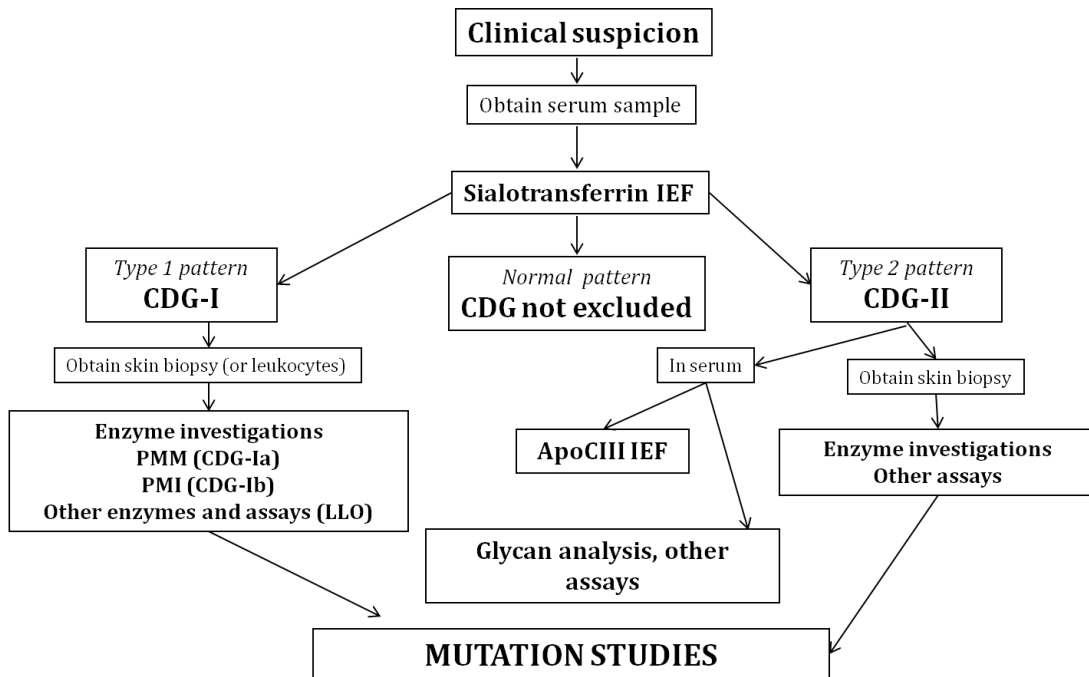 Clinical suspicion
Obtain serum sample
Sialotransferrin IEF
Type 1 pattern
CDG-I
Normal pattern
CDG not excluded
Type 2 pattern
CDG-II
Obtain skin biopsy (or leukocytes)
In serum
Obtain skin biopsy
Enzyme investigations
PMM (CDG-Ia)
PMI (CDG-Ib)
Other enzymes and assays (LLO)
ApoCIII IEF
Enzyme investigations
Other assays
Glycan analysis, other
assays
MUTATION STUDIES